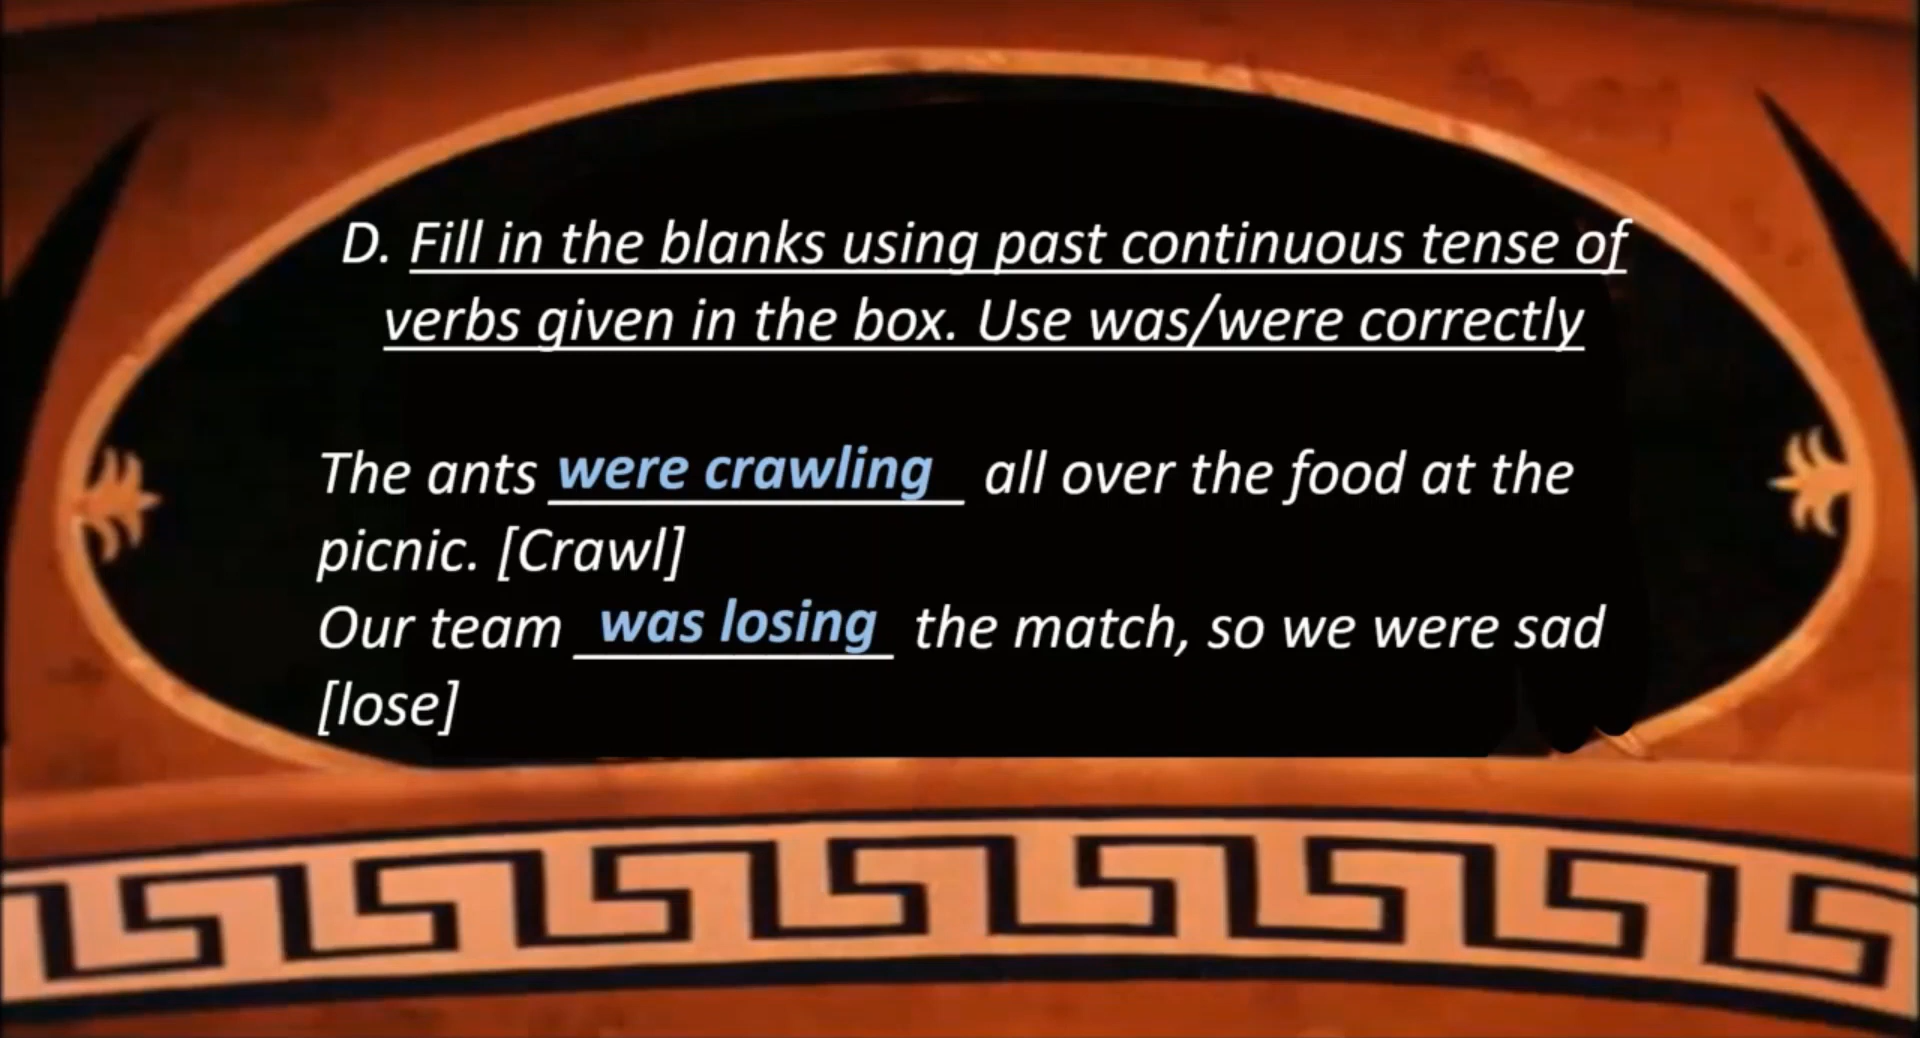 D. Fill in the blanks using past continuous tense of
verbs given in the box. Use was/were correctly
The ants were crawling all over the food at the
picnic. [Crawl]
Our team was losing the match, so we were sad
[lose]